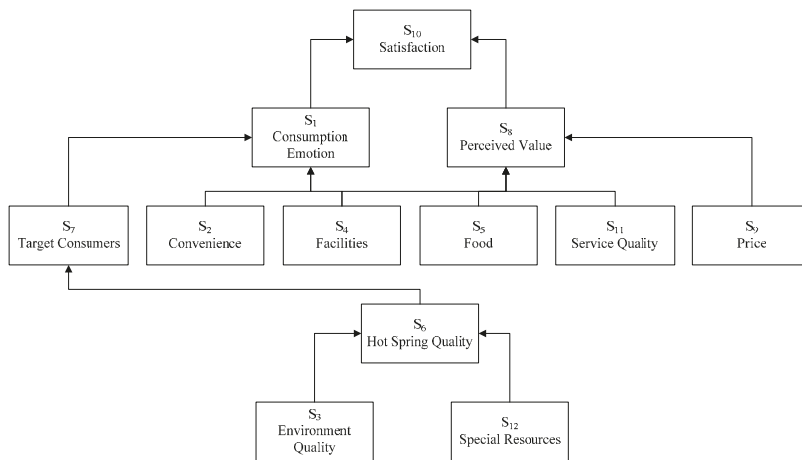 S10
Satisfaction
S1
Consumption
Emotion
S8
Perceived Value
S7
Target Consumers
S2
Convenience
S4
Facilities
S5
Food
S11
Service Quality
S9
Price
S6
Hot Spring Quality
S3
Environment
Quality
S12
Special Resources